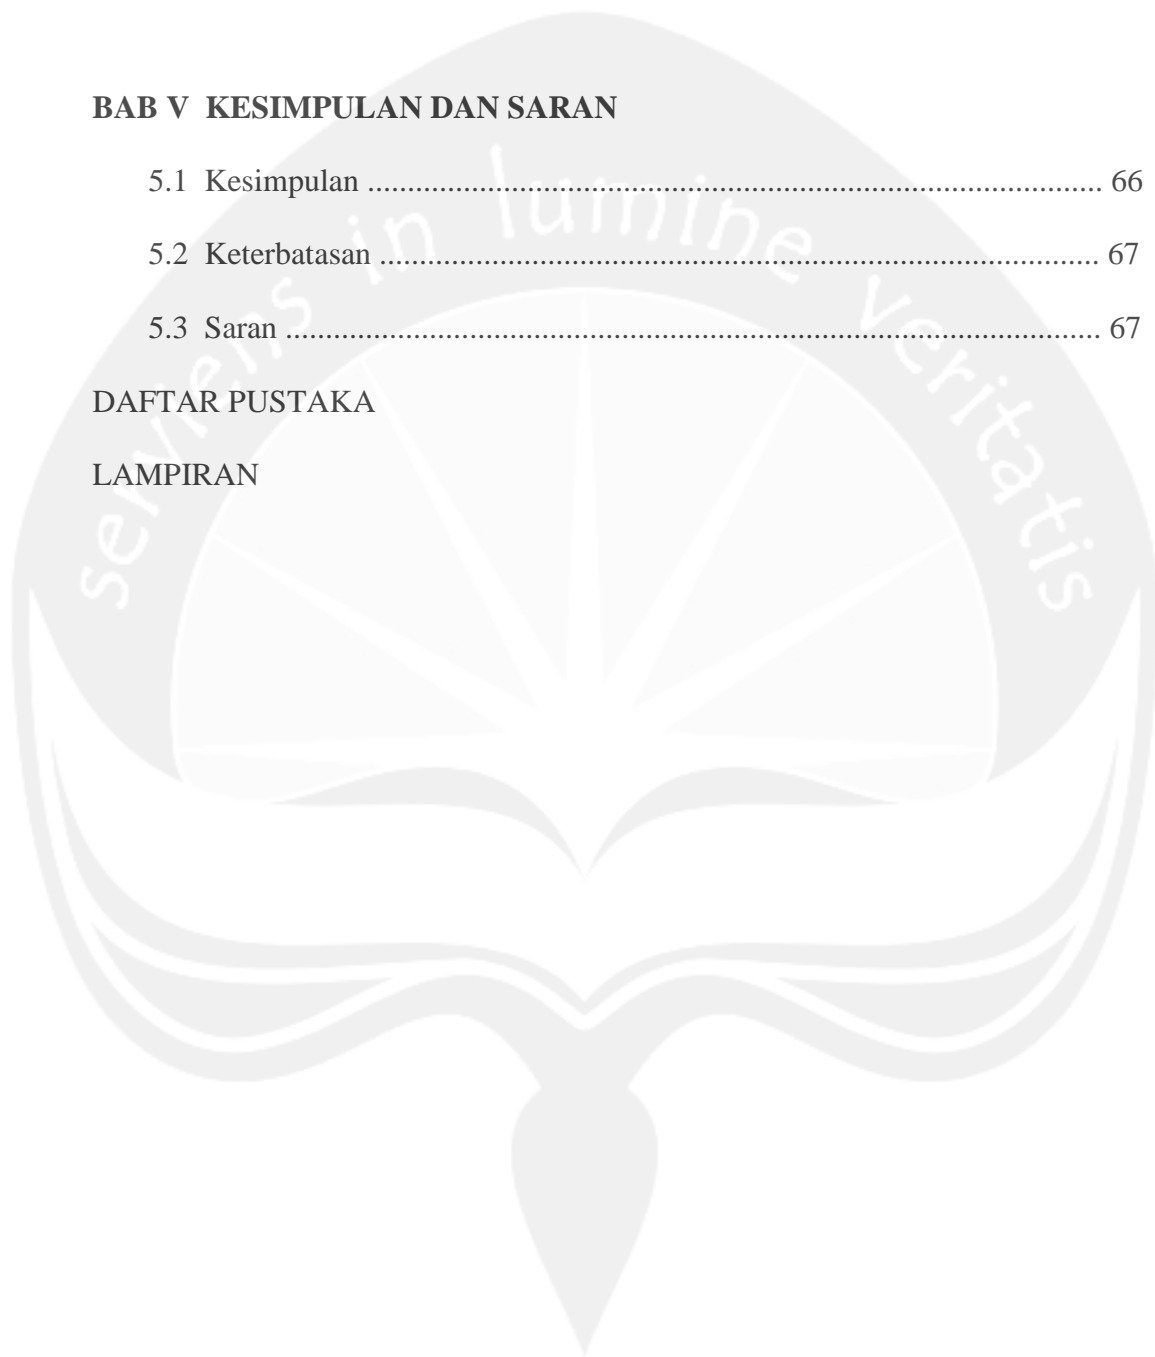 BAB V KESIMPULAN DAN SARAN
5.1 Kesimpulan ............................................................................................ 66
5.2 Keterbatasan .......................................................................................... 67
5.3 Saran ...................................................................................................... 67
DAFTAR PUSTAKA
LAMPIRAN
serviens in lumine veritatis